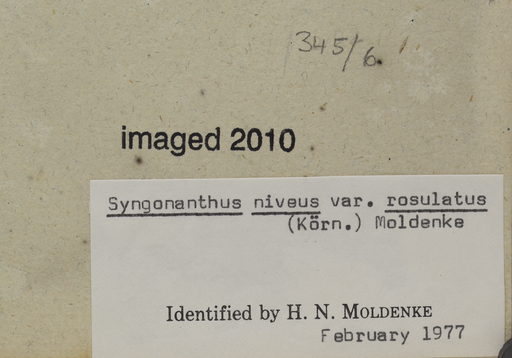 345/6.
imaged 2010
Syngonanthus niveus var. rosulatus
(Körn.) Moldenke
Identified by H. N. MOLDENKE
February 1977